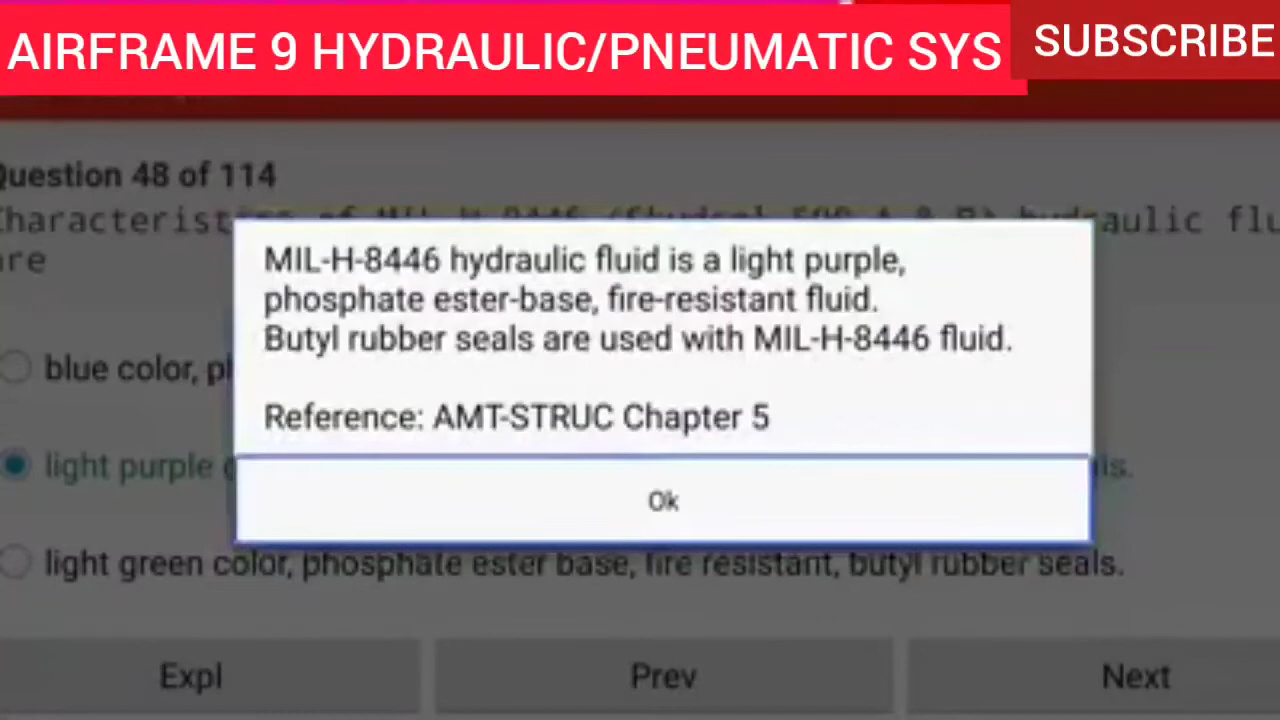 AIRFRAME 9 HYDRAULIC/PNEUMATIC SYS
SUBSCRIBE
Question 48 of 114
MIL-H-8446 hydraulic fluid is a light purple,
phosphate ester-base, fire-resistant fluid.
Butyl rubber seals are used with MIL-H-8446 fluid.
Reference: AMT-STRUC Chapter 5
Ok
blue color,
light purple
light green color, phosphate ester base, fire resistant, butyl rubber seals.
Expl
Prev
Next